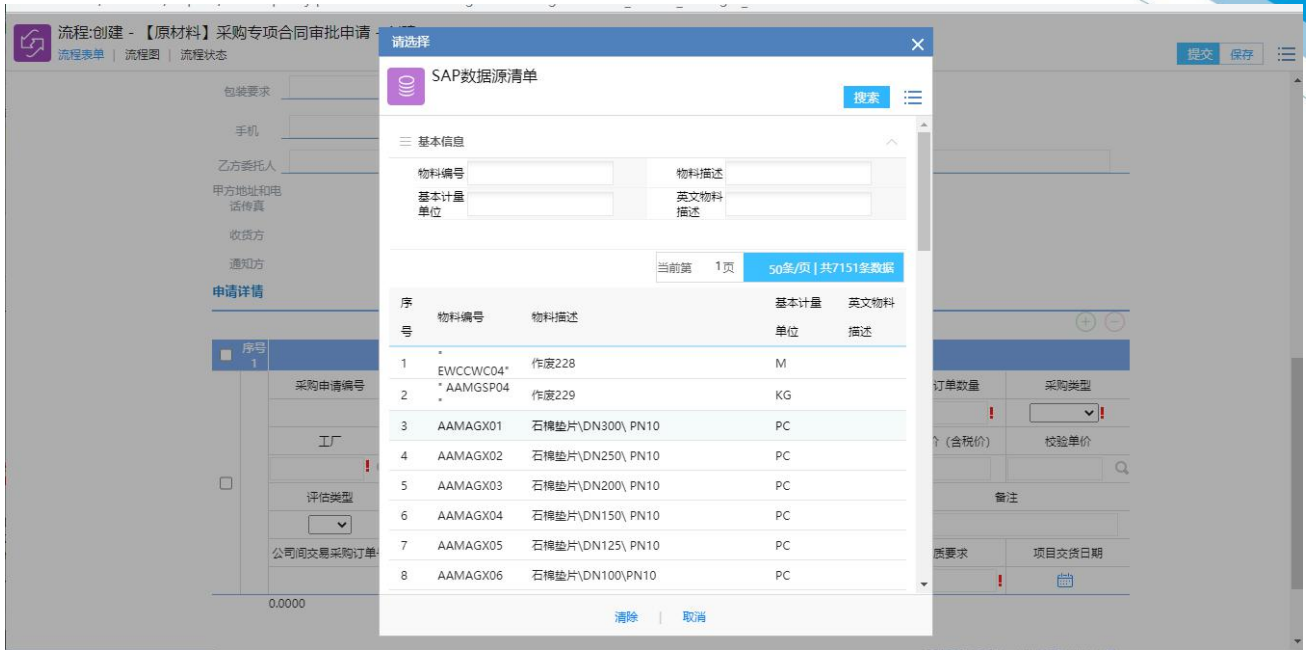 流程:创建 - 【原材料】采购专项合同审批申请 -
流程表单 | 流程图 | 流程状态
提交 保存
请选择
SAP数据源清单
搜索
基本信息
物料编号 物料描述
基本计量单位 英文物料描述
当前第 1页 50条/页 | 共7151条数据
序号 物料编号 物料描述 基本计量单位 英文物料描述
1 "EWCCWC04" 作废228 M
2 " AAMGSP04" 作废229 KG
3 AAMAGX01 石棉垫片\DN300\ PN10 PC
4 AAMAGX02 石棉垫片\DN250\ PN10 PC
5 AAMAGX03 石棉垫片\DN200\ PN10 PC
6 AAMAGX04 石棉垫片\DN150\ PN10 PC
7 AAMAGX05 石棉垫片\DN125\ PN10 PC
8 AAMAGX06 石棉垫片\DN100\PN10 PC
清除 | 取消
包装要求
手机
乙方委托人
甲方地址和电话传真
收货方
通知方
申请详情
序号
1
采购申请编号 订单数量 采购类型
工厂 (含税价) 校验单价
评估类型 备注
公司间交易采购订单 质要求 项目交货日期
0.0000